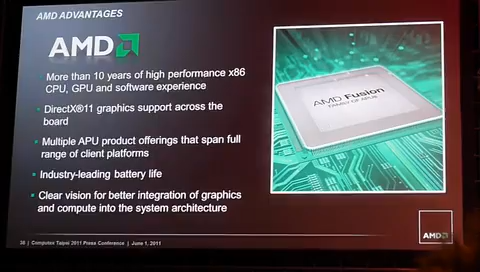 AMD ADVANTAGES
AMD
More than 10 years of high performance x86
CPU, GPU and software experience
DirectX®11 graphics support across the
board
Multiple APU product offerings that span full
range of client platforms
Industry-leading battery life
Clear vision for better integration of graphics
and compute into the system architecture
AMD Fusion
FAMILY OF APUs
38 | Computex Taipei 2011 Press Conference | June 1, 2011
AMD